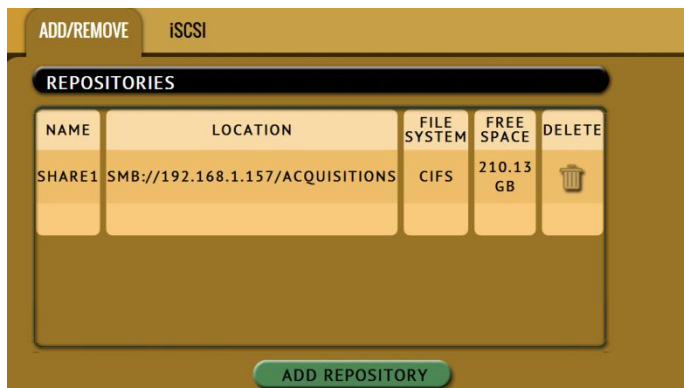 ADD/REMOVE iSCSI
REPOSITORIES
NAME LOCATION FILE SYSTEM FREE SPACE DELETE
SHARE1 SMB://192.168.1.157/ACQUISITIONS CIFS 210.13 GB
ADD REPOSITORY